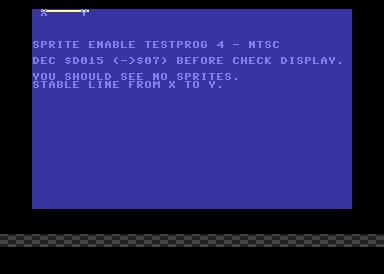 X Y
SPRITE ENABLE TESTPROG 4 - NTSC
DEC $D015 (->$07) BEFORE CHECK DISPLAY.
YOU SHOULD SEE NO SPRITES.
STABLE LINE FROM X TO Y.